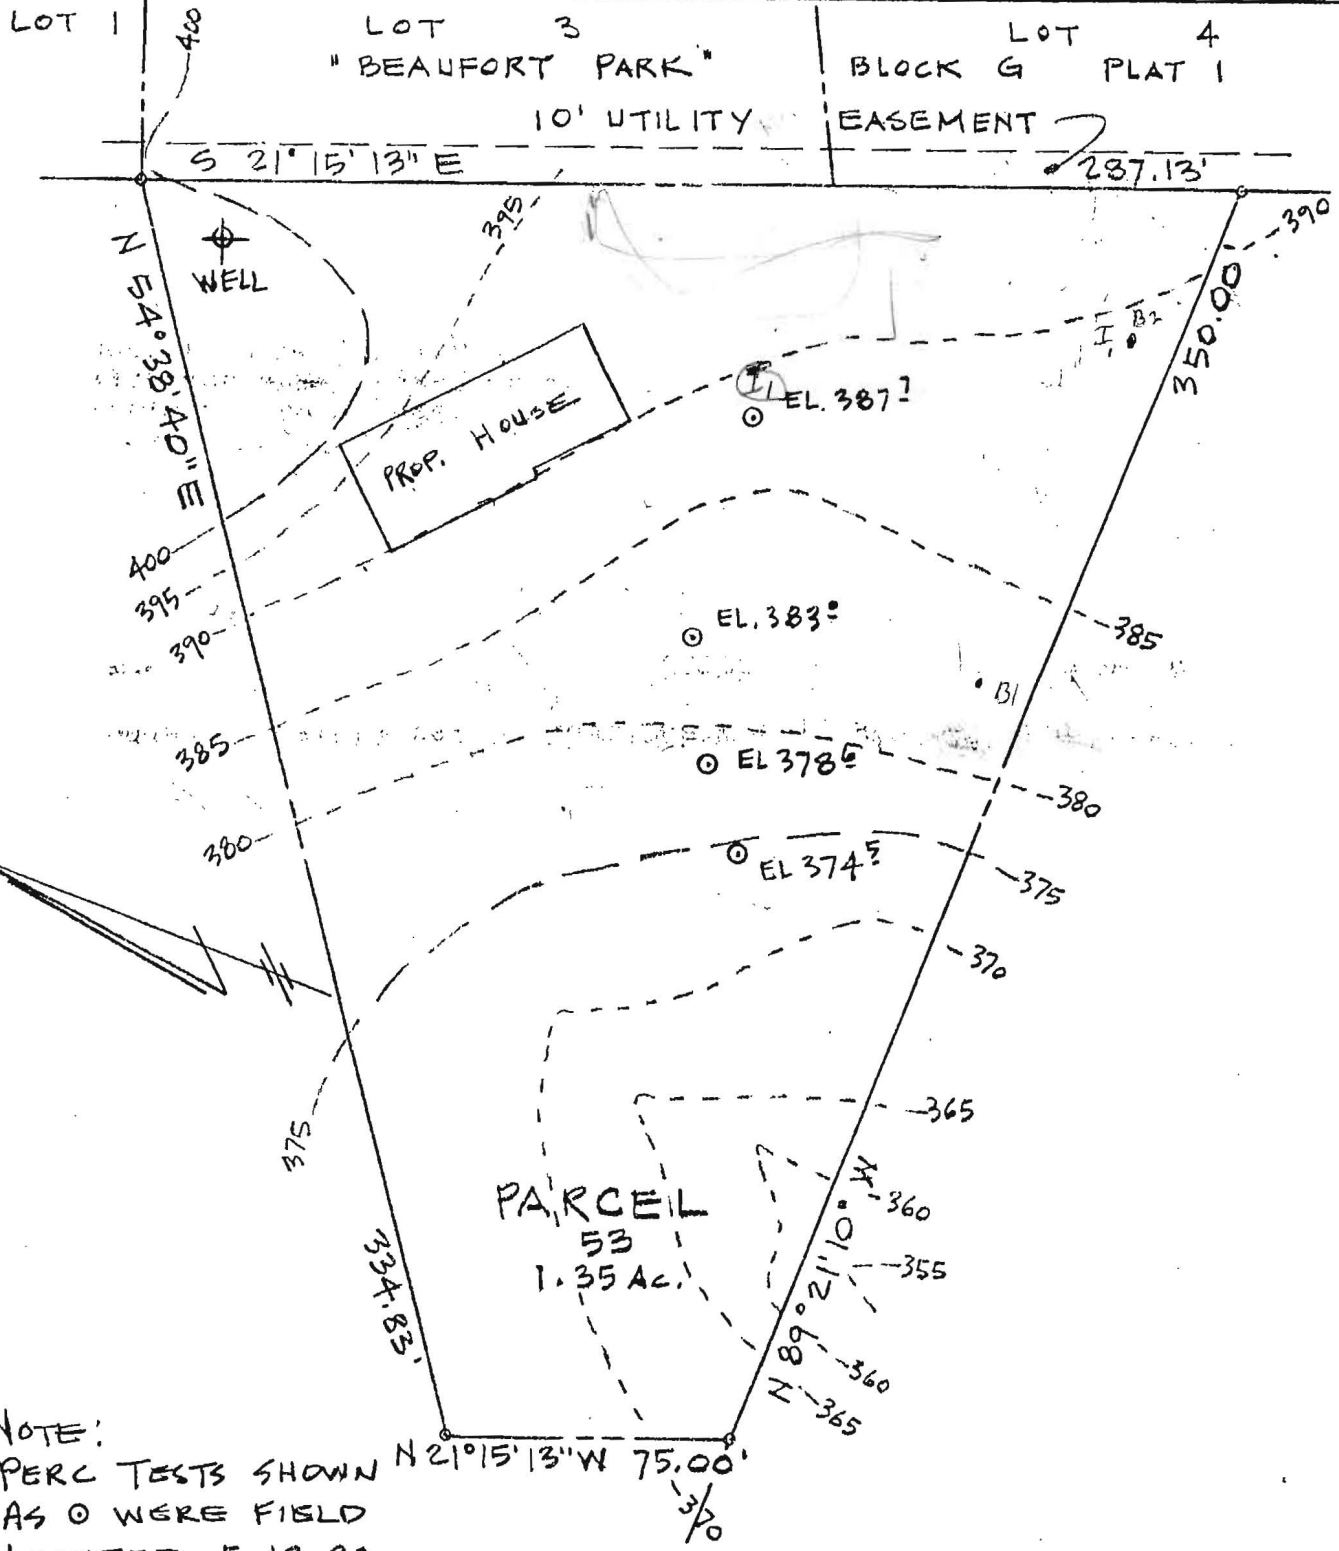 LOT 1
400
LOT 3
LOT 4
"BEAUFORT PARK"
BLOCK G PLAT 1
10' UTILITY EASEMENT
S 21° 15' 13" E
287.13'
395
390
WELL
N 54° 38' 40" E
350.00
B2
I1
EL. 387
PROP. HOUSE
400
395
390
EL. 383
385
B1
385
EL 378 6
380
380
EL 374 5
375
370
375
365
N 89° 21' 10" W
360
PARCEL
53
1.35 Ac.
355
334.83'
360
365
NOTE:
PERC TESTS SHOWN
AS ⊙ WERE FIELD
N 21° 15' 13" W 75.00'
370